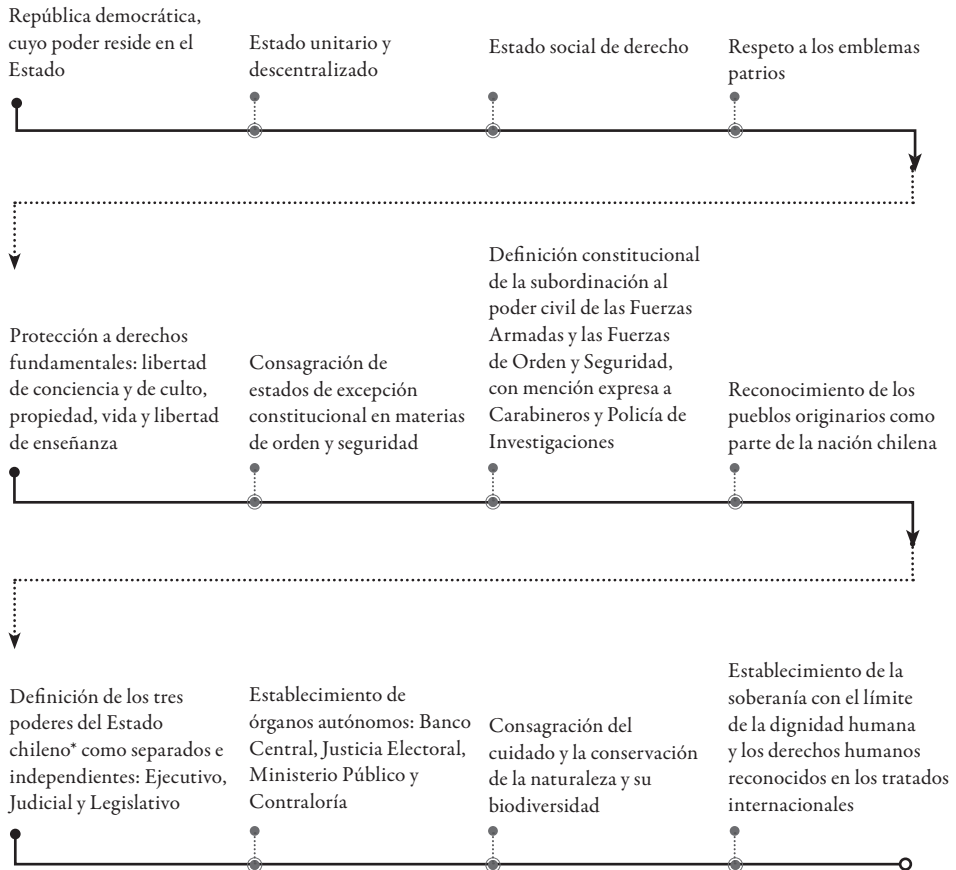 República democrática,
cuyo poder reside en el
Estado
Estado unitario y
descentralizado
Estado social de derecho
Respeto a los emblemas
patrios
Protección a derechos
fundamentales: libertad
de conciencia y de culto,
propiedad, vida y libertad
de enseñanza
Consagración de
estados de excepción
constitucional en materias
de orden y seguridad
Definición constitucional
de la subordinación al
poder civil de las Fuerzas
Armadas y las Fuerzas
de Orden y Seguridad,
con mención expresa a
Carabineros y Policía de
Investigaciones
Reconocimiento de los
pueblos originarios como
parte de la nación chilena
Definición de los tres
poderes del Estado
chileno* como separados e
independientes: Ejecutivo,
Judicial y Legislativo
Establecimiento de
órganos autónomos: Banco
Central, Justicia Electoral,
Ministerio Público y
Contraloría
Consagración del
cuidado y la conservación
de la naturaleza y su
biodiversidad
Establecimiento de la
soberanía con el límite
de la dignidad humana
y los derechos humanos
reconocidos en los tratados
internacionales